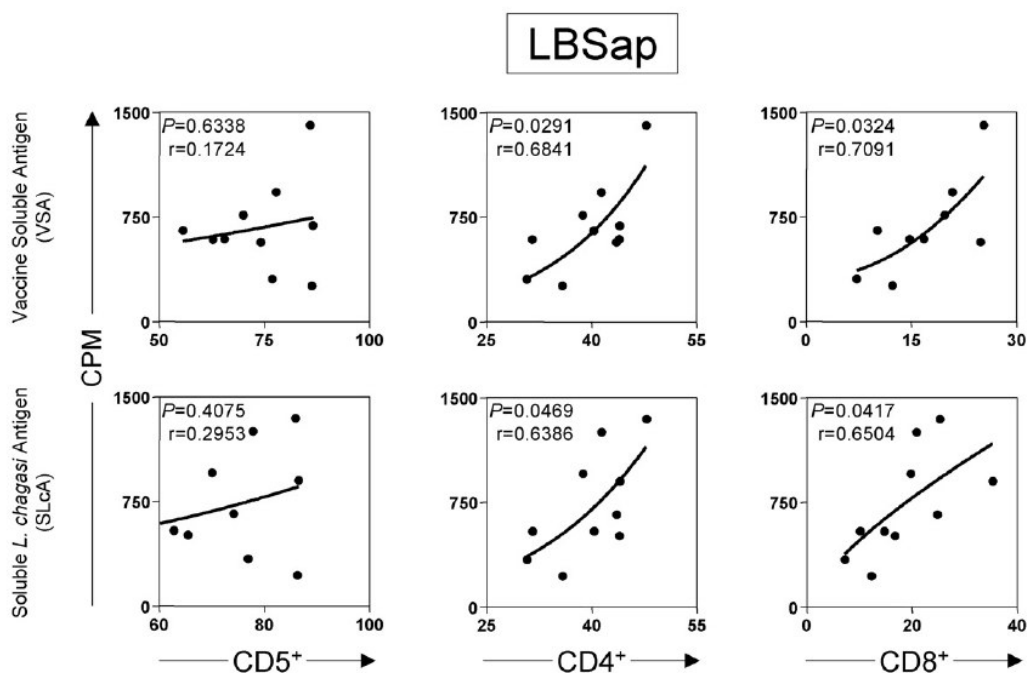 LBSap
Vaccine Soluble Antigen
(VSA)
Soluble L. chagasi Antigen
(SLcA)
CPM
1500
750
0
P=0.6338
r=0.1724
50
75
100
1500
750
0
P=0.0291
r=0.6841
25
40
55
1500
750
0
P=0.0324
r=0.7091
0
15
30
1500
750
0
P=0.4075
r=0.2953
60
80
100
1500
750
0
P=0.0469
r=0.6386
25
40
55
1500
750
0
P=0.0417
r=0.6504
0
20
40
CD5⁺
CD4⁺
CD8⁺